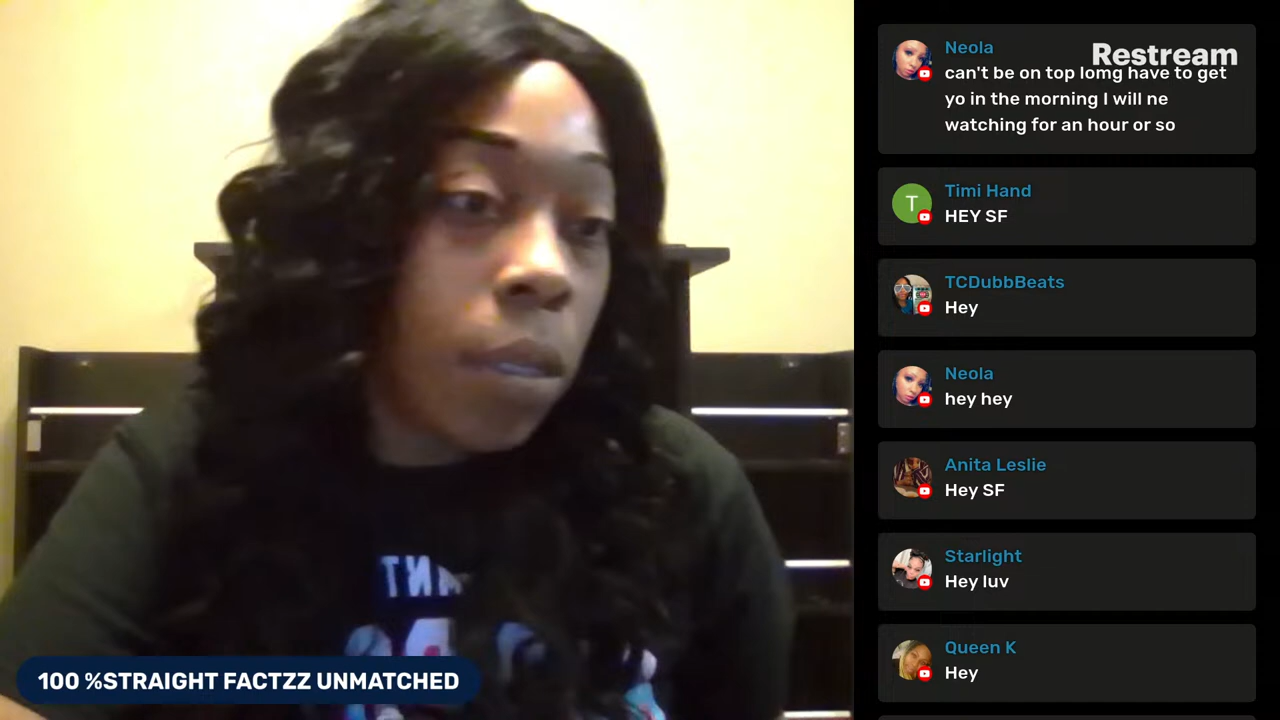 Restream
Neola
can't be on top lomg have to get
yo in the morning I will ne
watching for an hour or so
T
Timi Hand
HEY SF
TCDubbBeats
Hey
Neola
hey hey
Anita Leslie
Hey SF
Starlight
Hey luv
Queen K
Hey
100 %STRAIGHT FACTZZ UNMATCHED